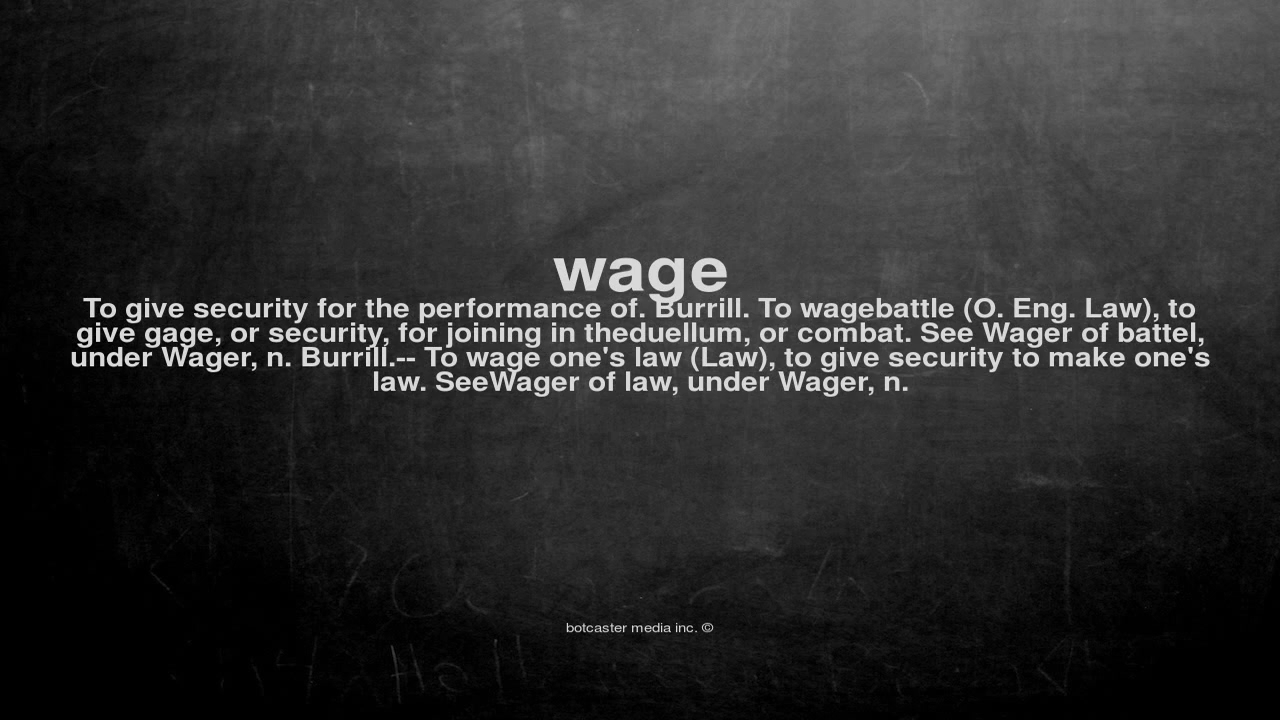 wage
To give security for the performance of. Burrill. To wagebattle (O. Eng. Law), to
give gage, or security, for joining in theduellum, or combat. See Wager of battel,
under Wager, n. Burrill.-- To wage one's law (Law), to give security to make one's
law. SeeWager of law, under Wager, n.
botcaster media inc. ©